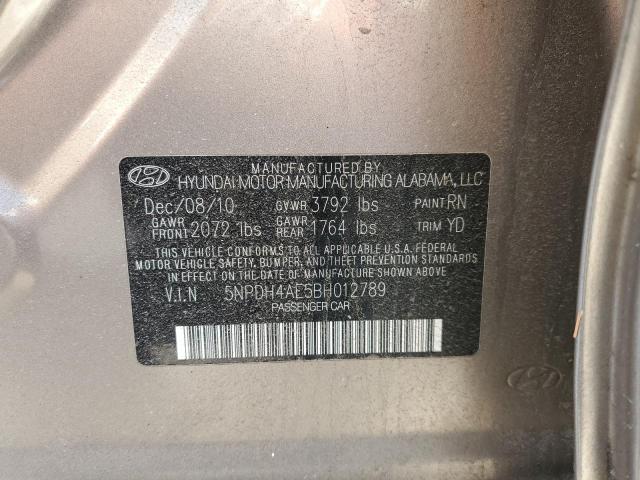 MANUFACTURED BY
HYUNDAI MOTOR MANUFACTURING ALABAMA, LLC
Dec/08/10 GVWR 3792 lbs PAINT RN
GAWR FRONT 2072 lbs GAWR REAR 1764 lbs TRIM YD
THIS VEHICLE CONFORMS TO ALL APPLICABLE U.S.A. FEDERAL
MOTOR VEHICLE SAFETY, BUMPER, AND THEFT PREVENTION STANDARDS
IN EFFECT ON THE DATE OF MANUFACTURE SHOWN ABOVE.
V.I.N 5NPDH4AE5BH012789
PASSENGER CAR